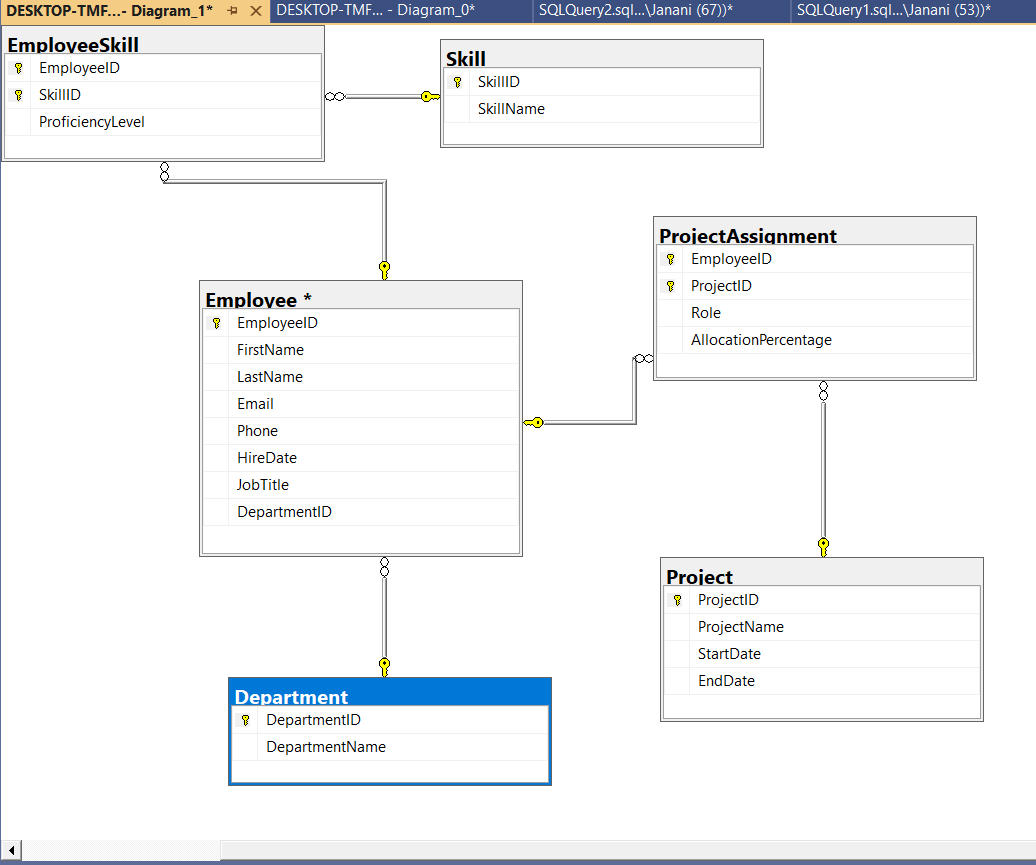 DESKTOP-TMF...- Diagram_1*
DESKTOP-TMF... - Diagram_0*
SQLQuery2.sql...\Janani (67))*
SQLQuery1.sql...\Janani (53))*
EmployeeSkill
EmployeeID
SkillID
ProficiencyLevel
Skill
SkillID
SkillName
ProjectAssignment
EmployeeID
ProjectID
Role
AllocationPercentage
Employee *
EmployeeID
FirstName
LastName
Email
Phone
HireDate
JobTitle
DepartmentID
Project
ProjectID
ProjectName
StartDate
EndDate
Department
DepartmentID
DepartmentName